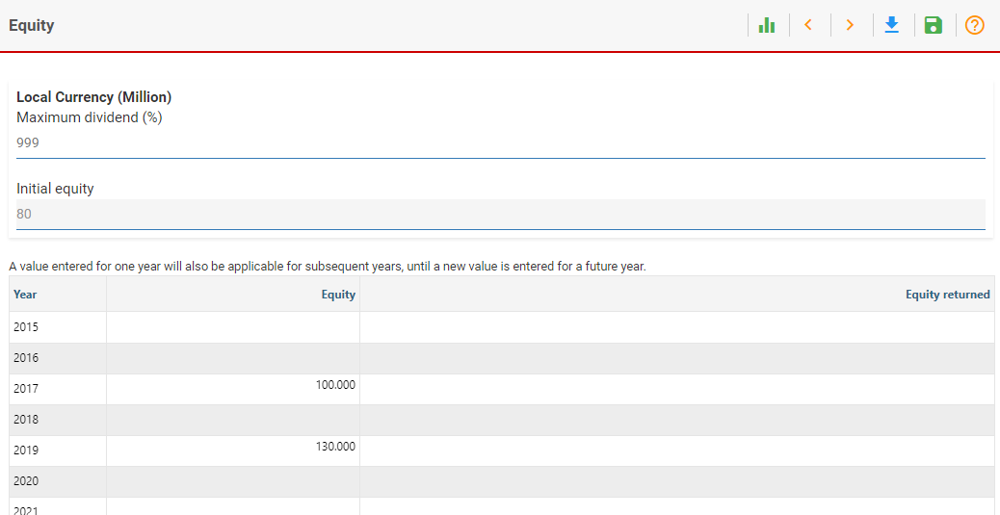 Equity
Local Currency (Million)
Maximum dividend (%)
999
Initial equity
80
A value entered for one year will also be applicable for subsequent years, until a new value is entered for a future year.
Year Equity Equity returned
2015
2016
2017 100.000
2018
2019 130.000
2020
2021